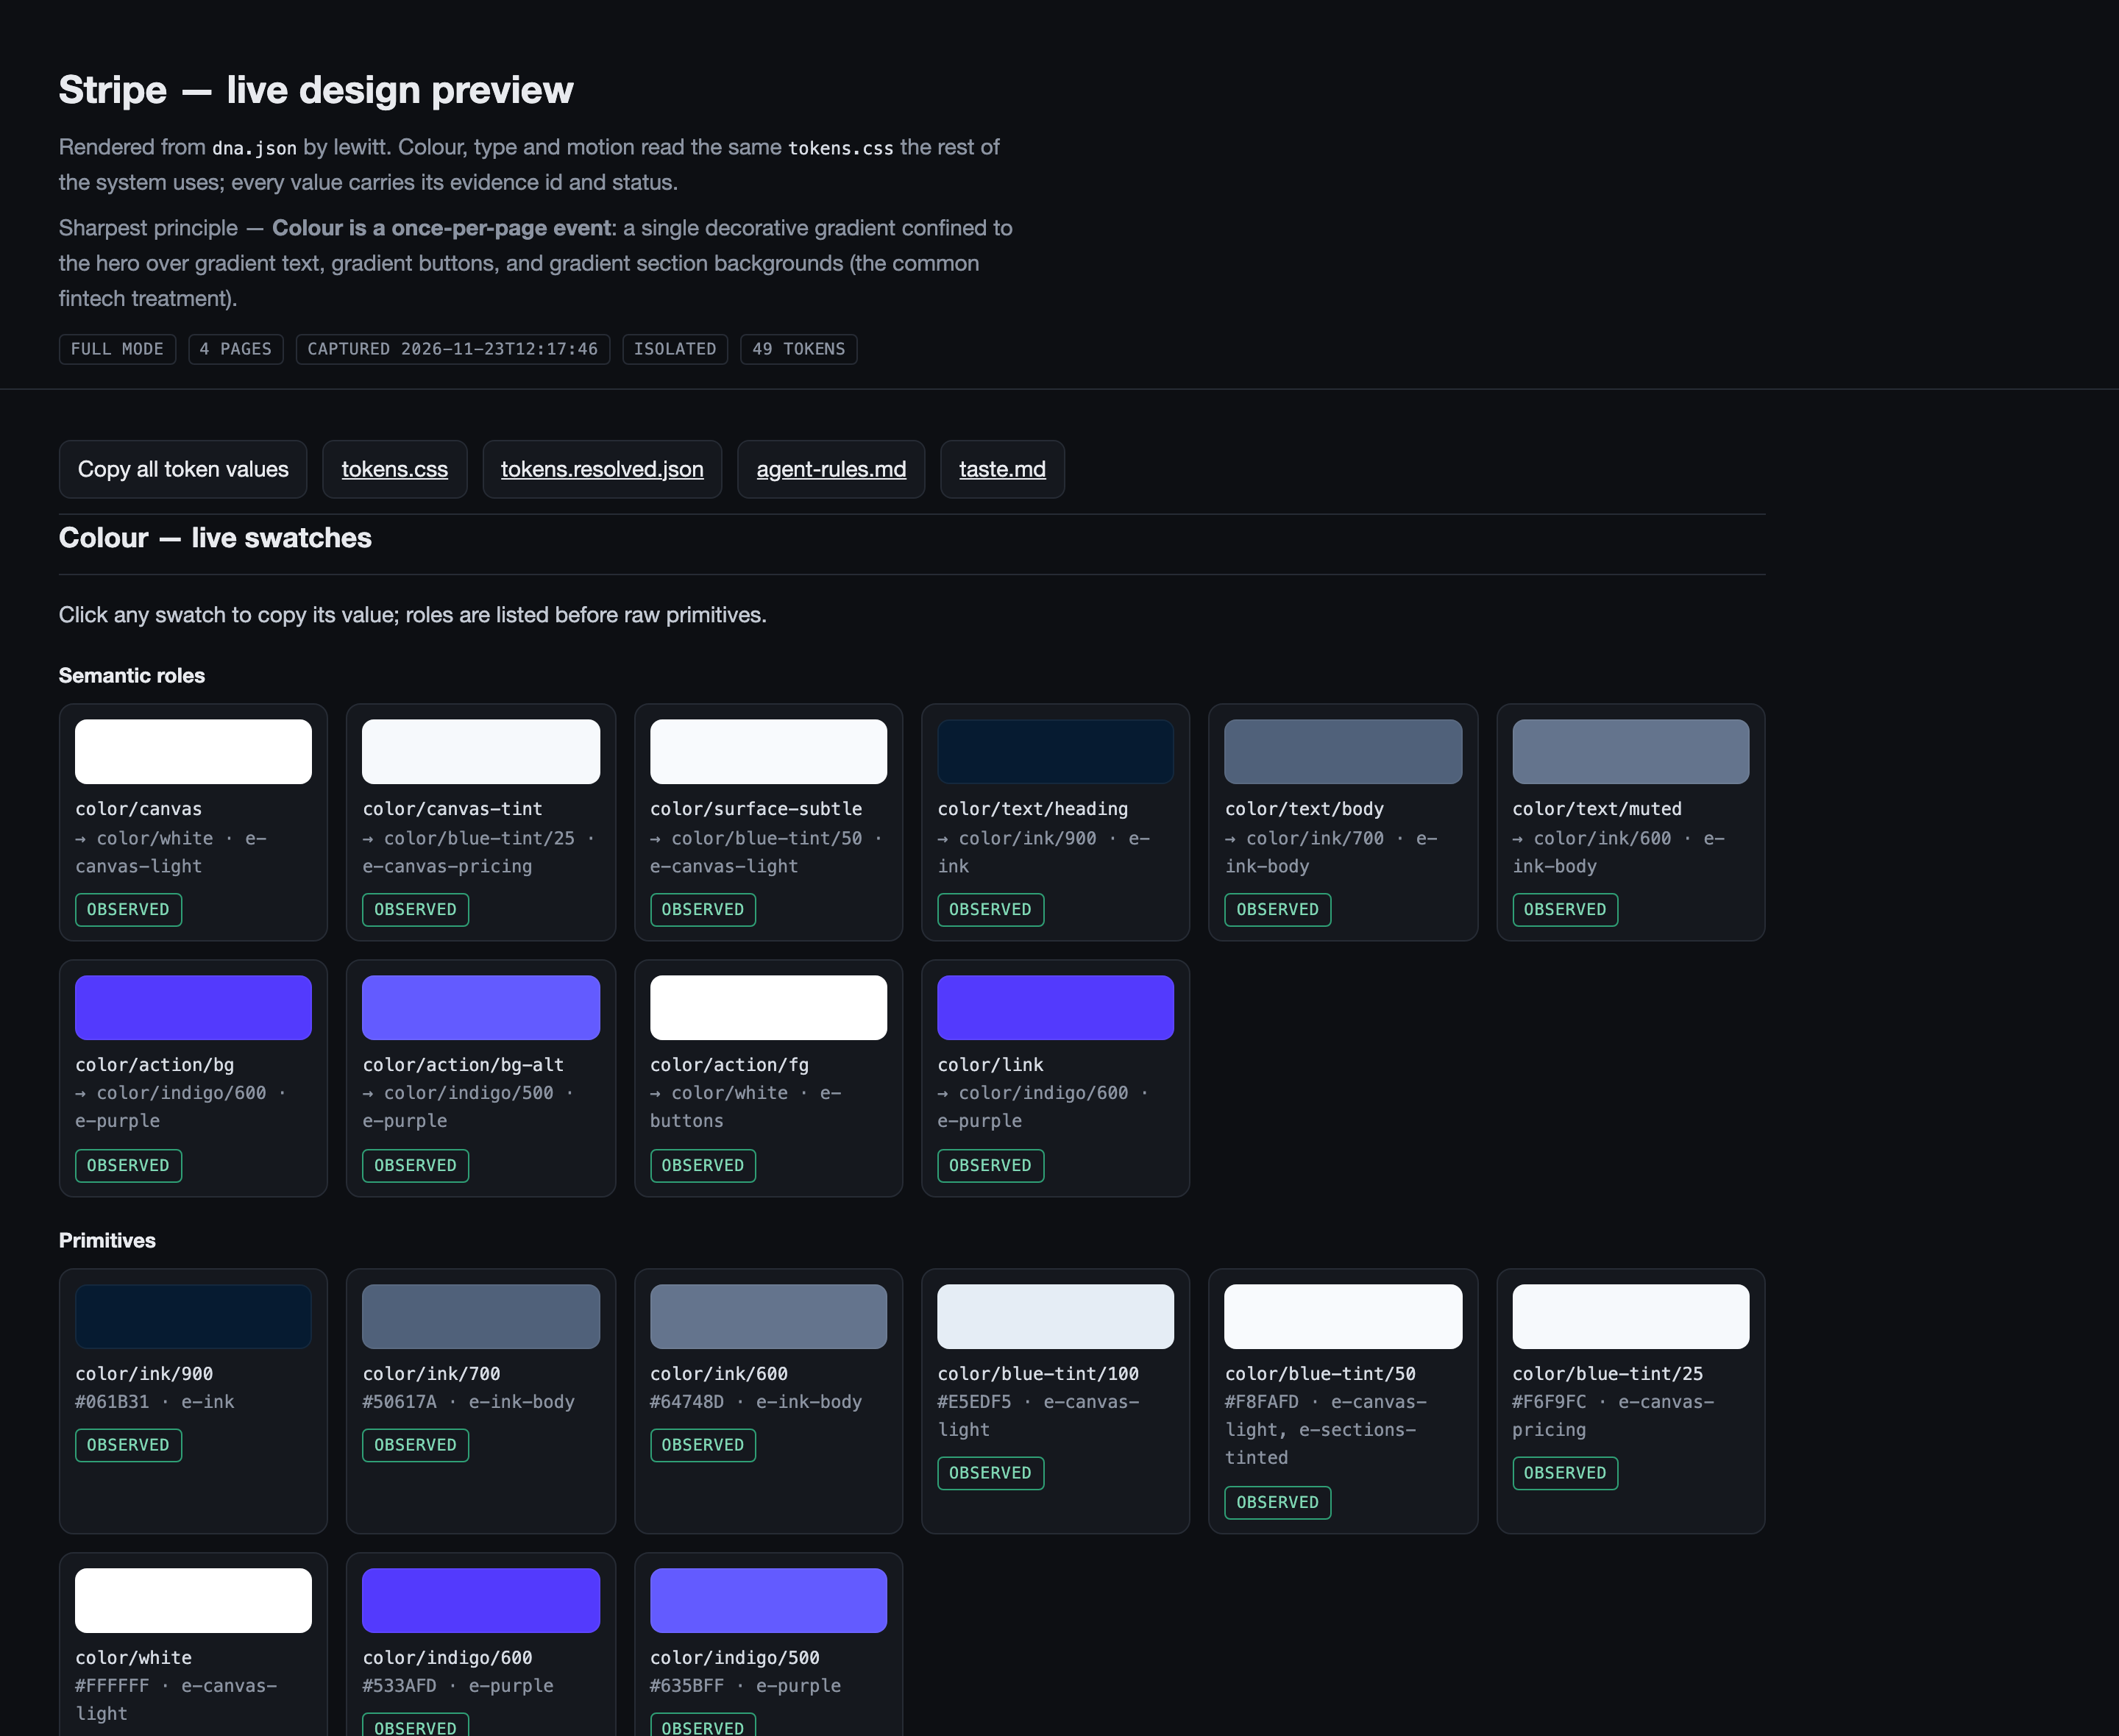 Stripe — live design preview
Rendered from dna.json by lewitt. Colour, type and motion read the same tokens.css the rest of
the system uses; every value carries its evidence id and status.
Sharpest principle — Colour is a once-per-page event: a single decorative gradient confined to
the hero over gradient text, gradient buttons, and gradient section backgrounds (the common
fintech treatment).
FULL MODE 4 PAGES CAPTURED 2026-11-23T12:17:46 ISOLATED 49 TOKENS
Copy all token values tokens.css tokens.resolved.json agent-rules.md taste.md
Colour — live swatches
Click any swatch to copy its value; roles are listed before raw primitives.
Semantic roles
color/canvas
→ color/white · e-
canvas-light
OBSERVED
color/canvas-tint
→ color/blue-tint/25 ·
e-canvas-pricing
OBSERVED
color/surface-subtle
→ color/blue-tint/50 ·
e-canvas-light
OBSERVED
color/text/heading
→ color/ink/900 · e-
ink
OBSERVED
color/text/body
→ color/ink/700 · e-
ink-body
OBSERVED
color/text/muted
→ color/ink/600 · e-
ink-body
OBSERVED
color/action/bg
→ color/indigo/600 ·
e-purple
OBSERVED
color/action/bg-alt
→ color/indigo/500 ·
e-purple
OBSERVED
color/action/fg
→ color/white · e-
buttons
OBSERVED
color/link
→ color/indigo/600 ·
e-purple
OBSERVED
Primitives
color/ink/900
#061B31 · e-ink
OBSERVED
color/ink/700
#50617A · e-ink-body
OBSERVED
color/ink/600
#64748D · e-ink-body
OBSERVED
color/blue-tint/100
#E5EDF5 · e-canvas-
light
OBSERVED
color/blue-tint/50
#F8FAFD · e-canvas-
light, e-sections-
tinted
OBSERVED
color/blue-tint/25
#F6F9FC · e-canvas-
pricing
OBSERVED
color/white
#FFFFFF · e-canvas-
light
color/indigo/600
#533AFD · e-purple
OBSERVED
color/indigo/500
#635BFF · e-purple
OBSERVED